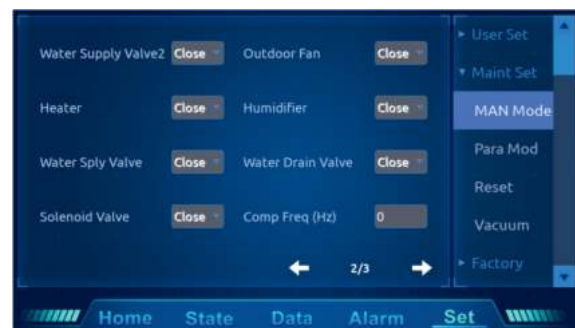 Water Supply Valve2 Close Outdoor Fan Close
Heater Close Humidifier Close
Water Sply Valve Close Water Drain Valve Close
Solenoid Valve Close Comp Freq (Hz) 0
2/3
User Set
Maint Set
MAN Mode
Para Mod
Reset
Vacuum
Factory
Home State Data Alarm Set